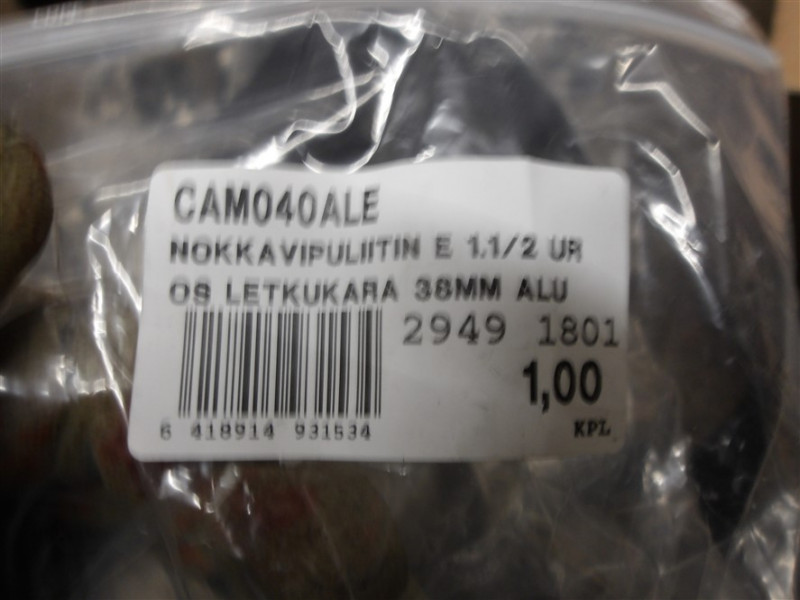 CAM040ALE
NOKKAVIPULIITIN E 1.1/2 UR
OS LETKUKARA 38MM ALU
2949 1801
1,00
6 418914 931534
KPL